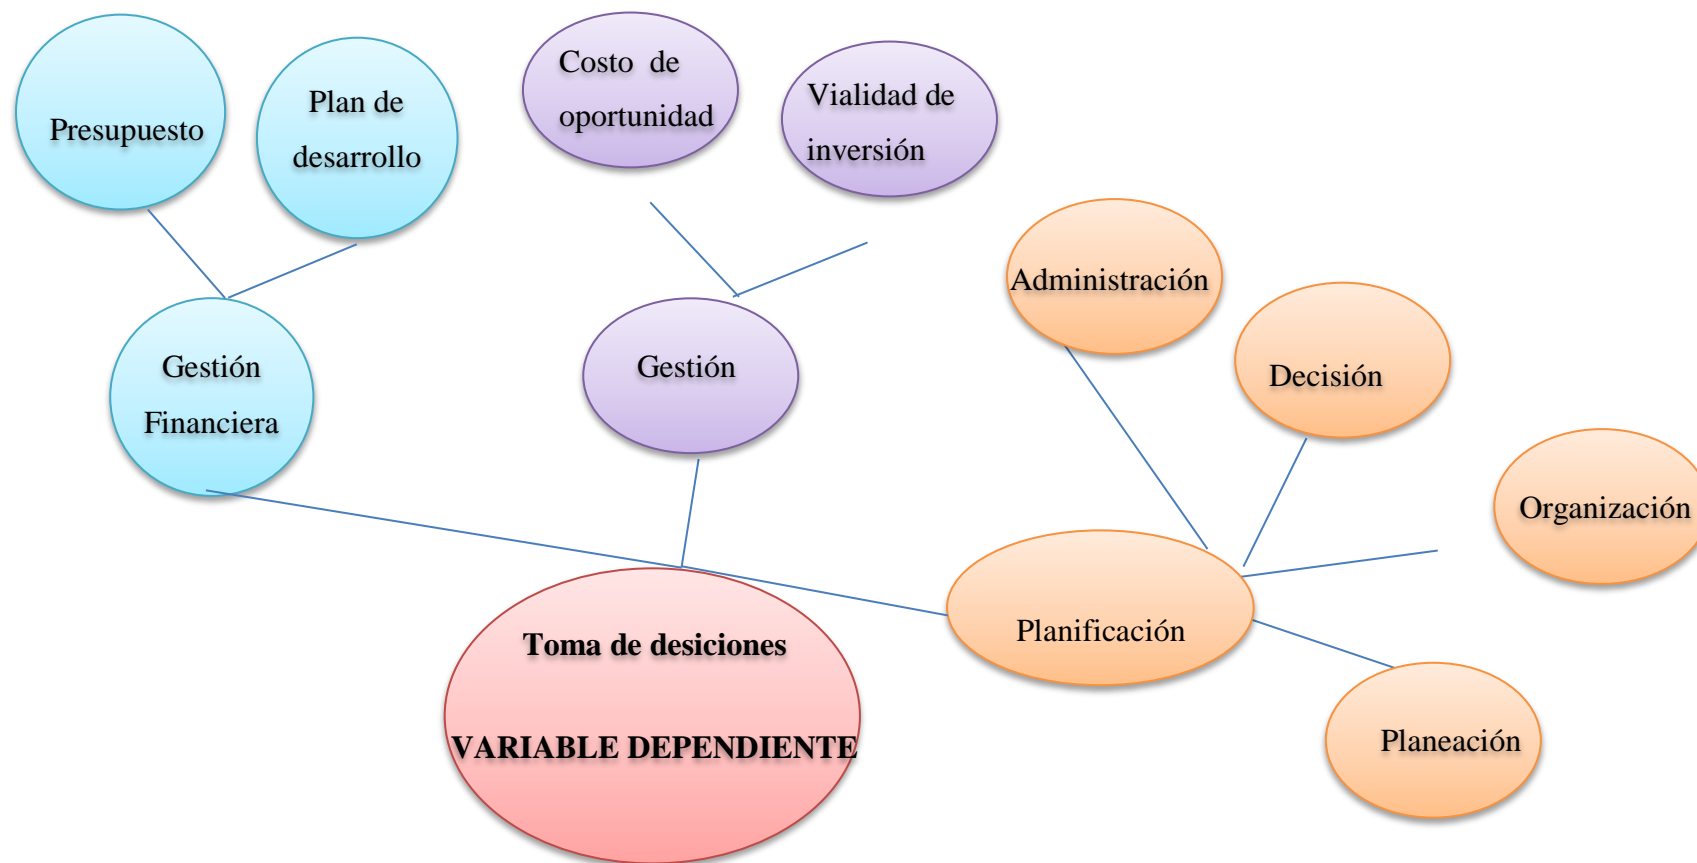 Presupuesto
Plan de
desarrollo
Costo de
oportunidad
Vialidad de
inversión
Administración
Decisión
Organización
Gestión
Financiera
Gestión
Planificación
Planeación
Toma de desiciones
VARIABLE DEPENDIENTE